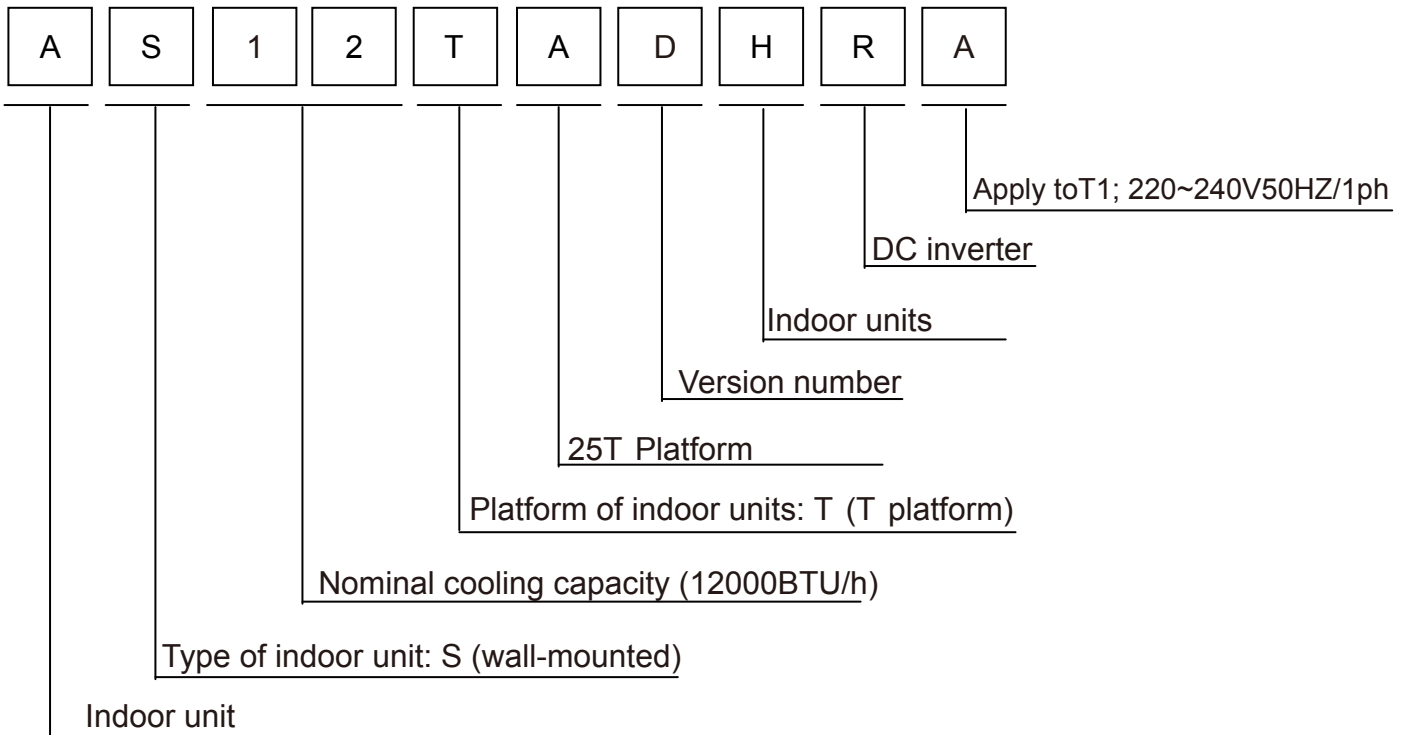 A S 1 2 T A D H R A
Apply toT1; 220~240V50HZ/1ph
DC inverter
Indoor units
Version number
25T Platform
Platform of indoor units: T (T platform)
Nominal cooling capacity (12000BTU/h)
Type of indoor unit: S (wall-mounted)
Indoor unit